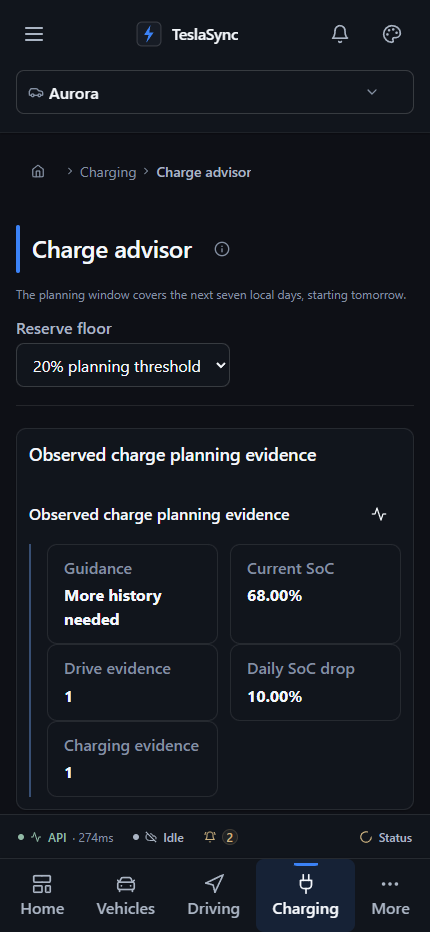 TeslaSync
Aurora
Charging
Charge advisor
Charge advisor
The planning window covers the next seven local days, starting tomorrow.
Reserve floor
20% planning threshold
Observed charge planning evidence
Observed charge planning evidence
Guidance
More history
needed
Current SoC
68.00%
Drive evidence
1
Daily SoC drop
10.00%
Charging evidence
1
API · 274ms
Idle
2
Status
Home
Vehicles
Driving
Charging
More